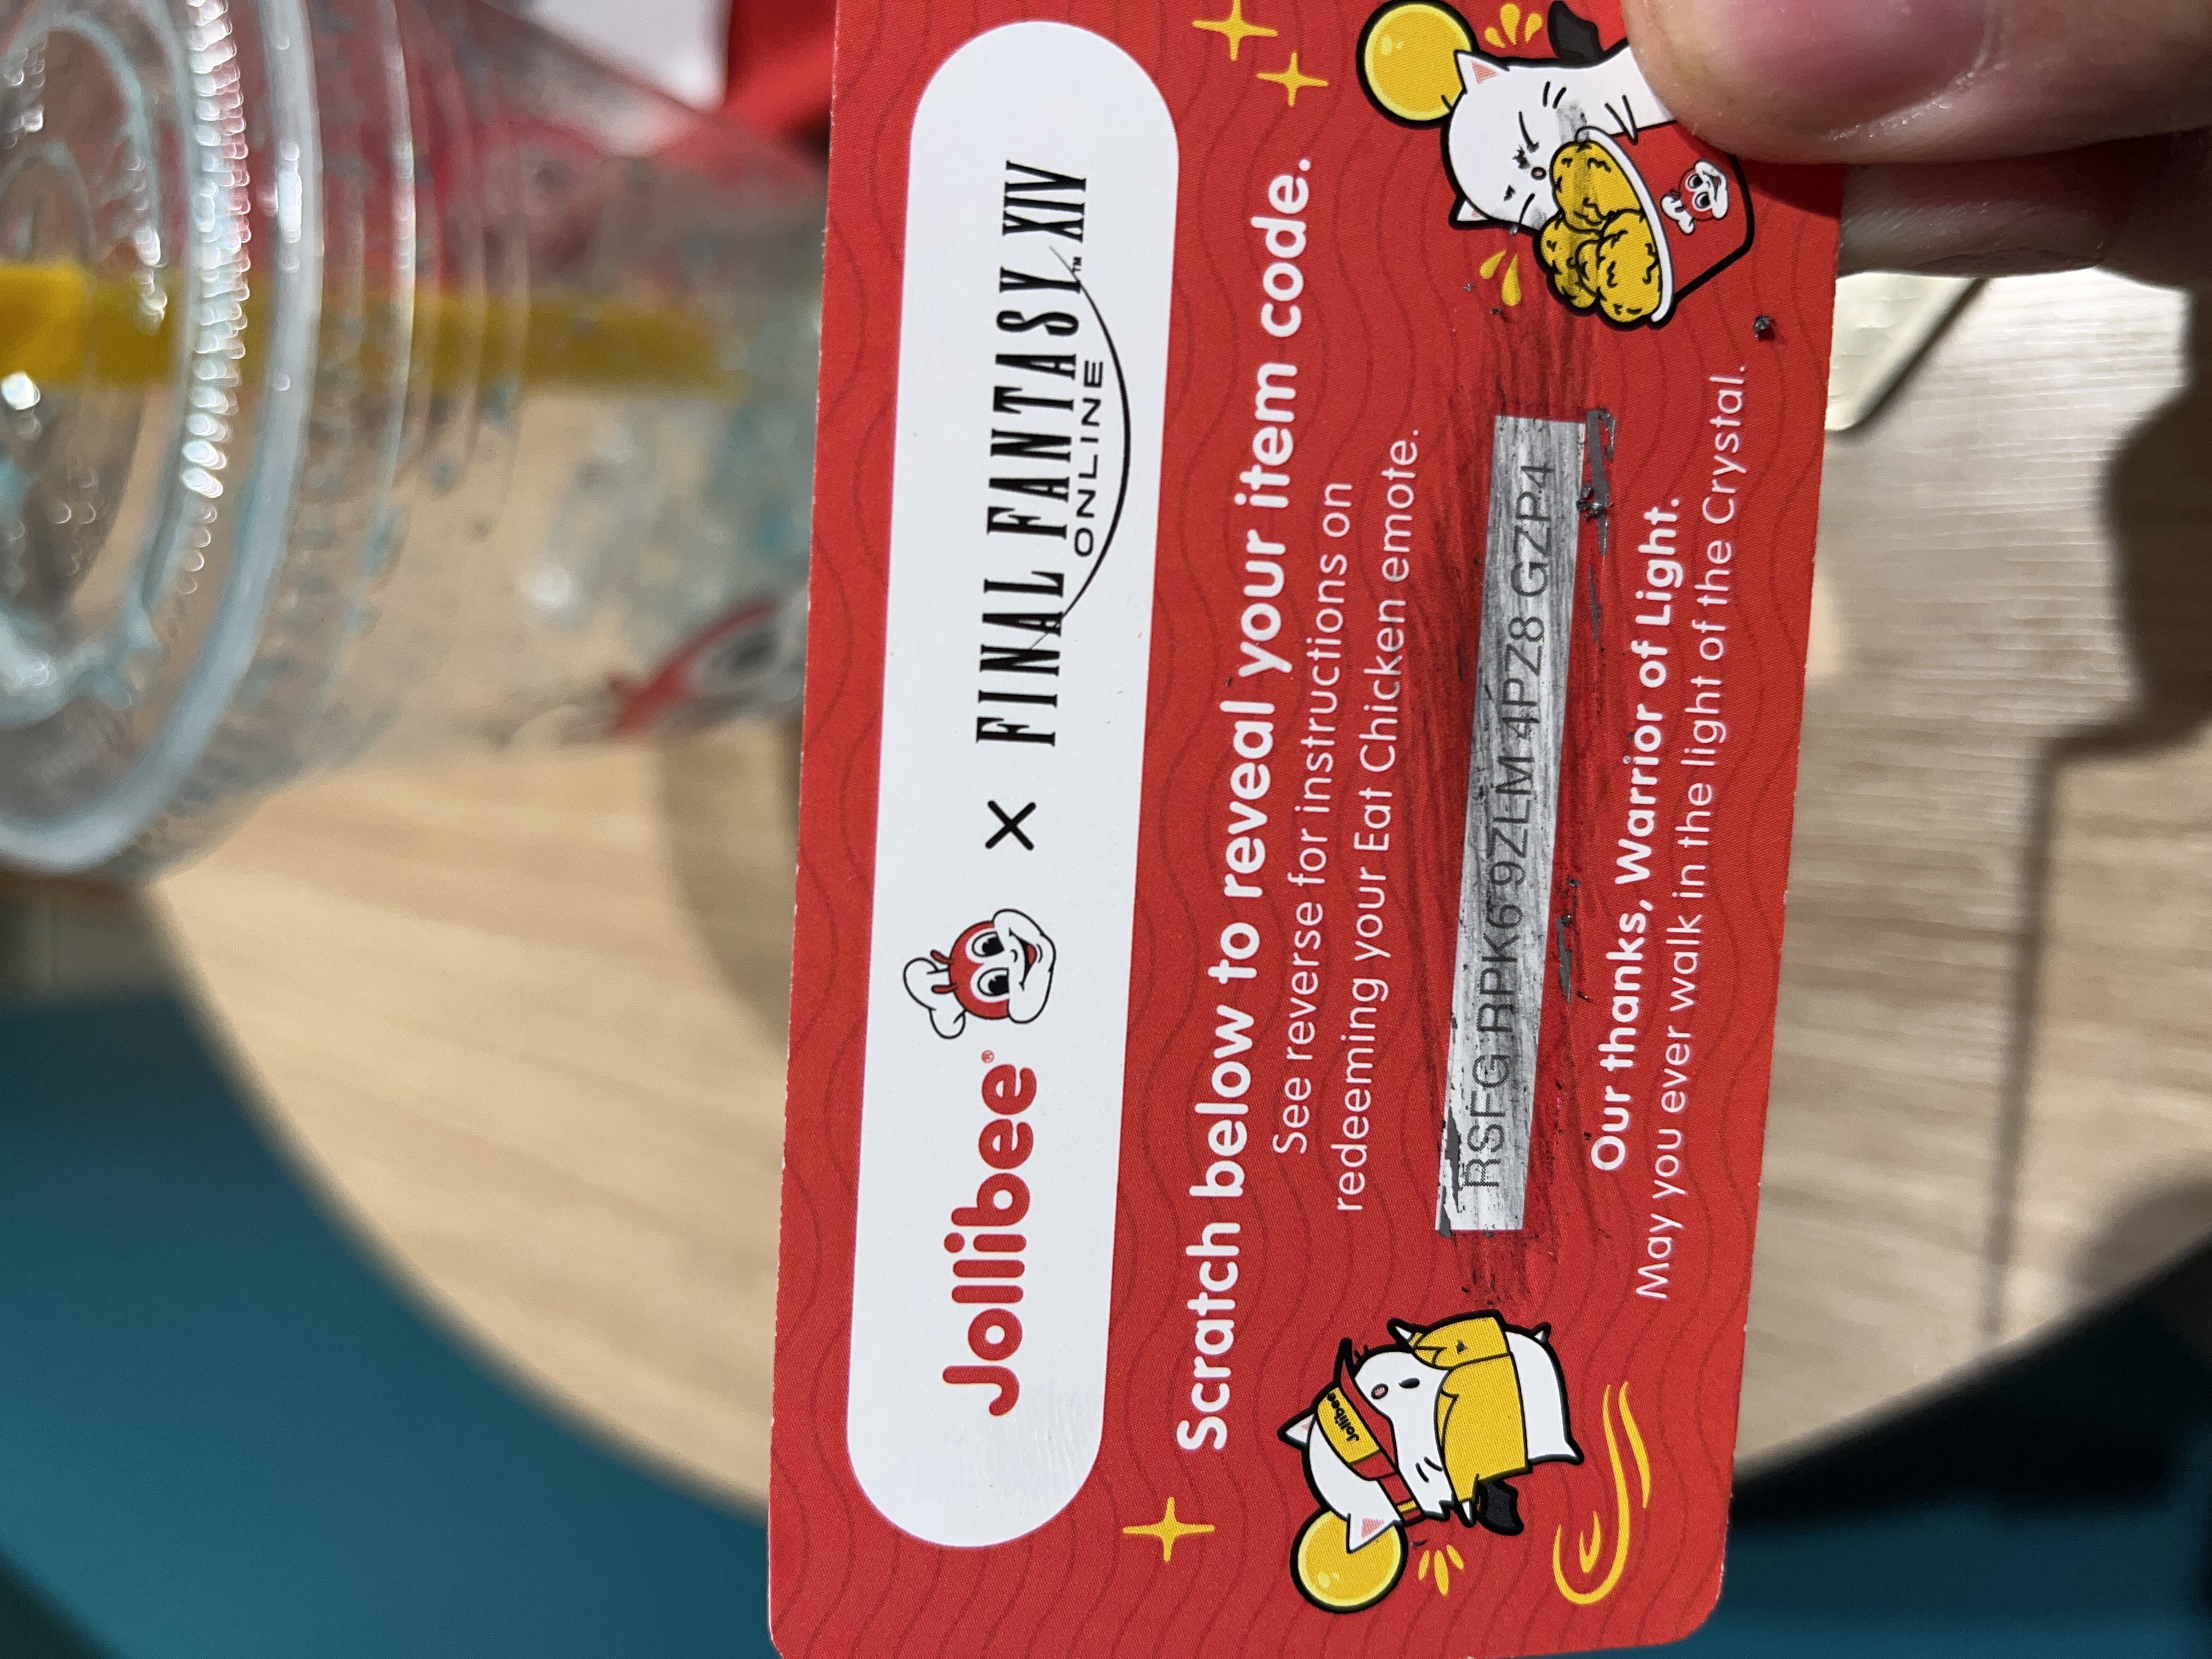 Jollibee® × FINAL FANTASY XIV™
ONLINE
Scratch below to reveal your item code.
See reverse for instructions on
redeeming your Eat Chicken emote.
RSFG RPK6 9ZLM 4PZ8 GZP4
Our thanks, Warrior of Light.
May you ever walk in the light of the Crystal.
Jollibee